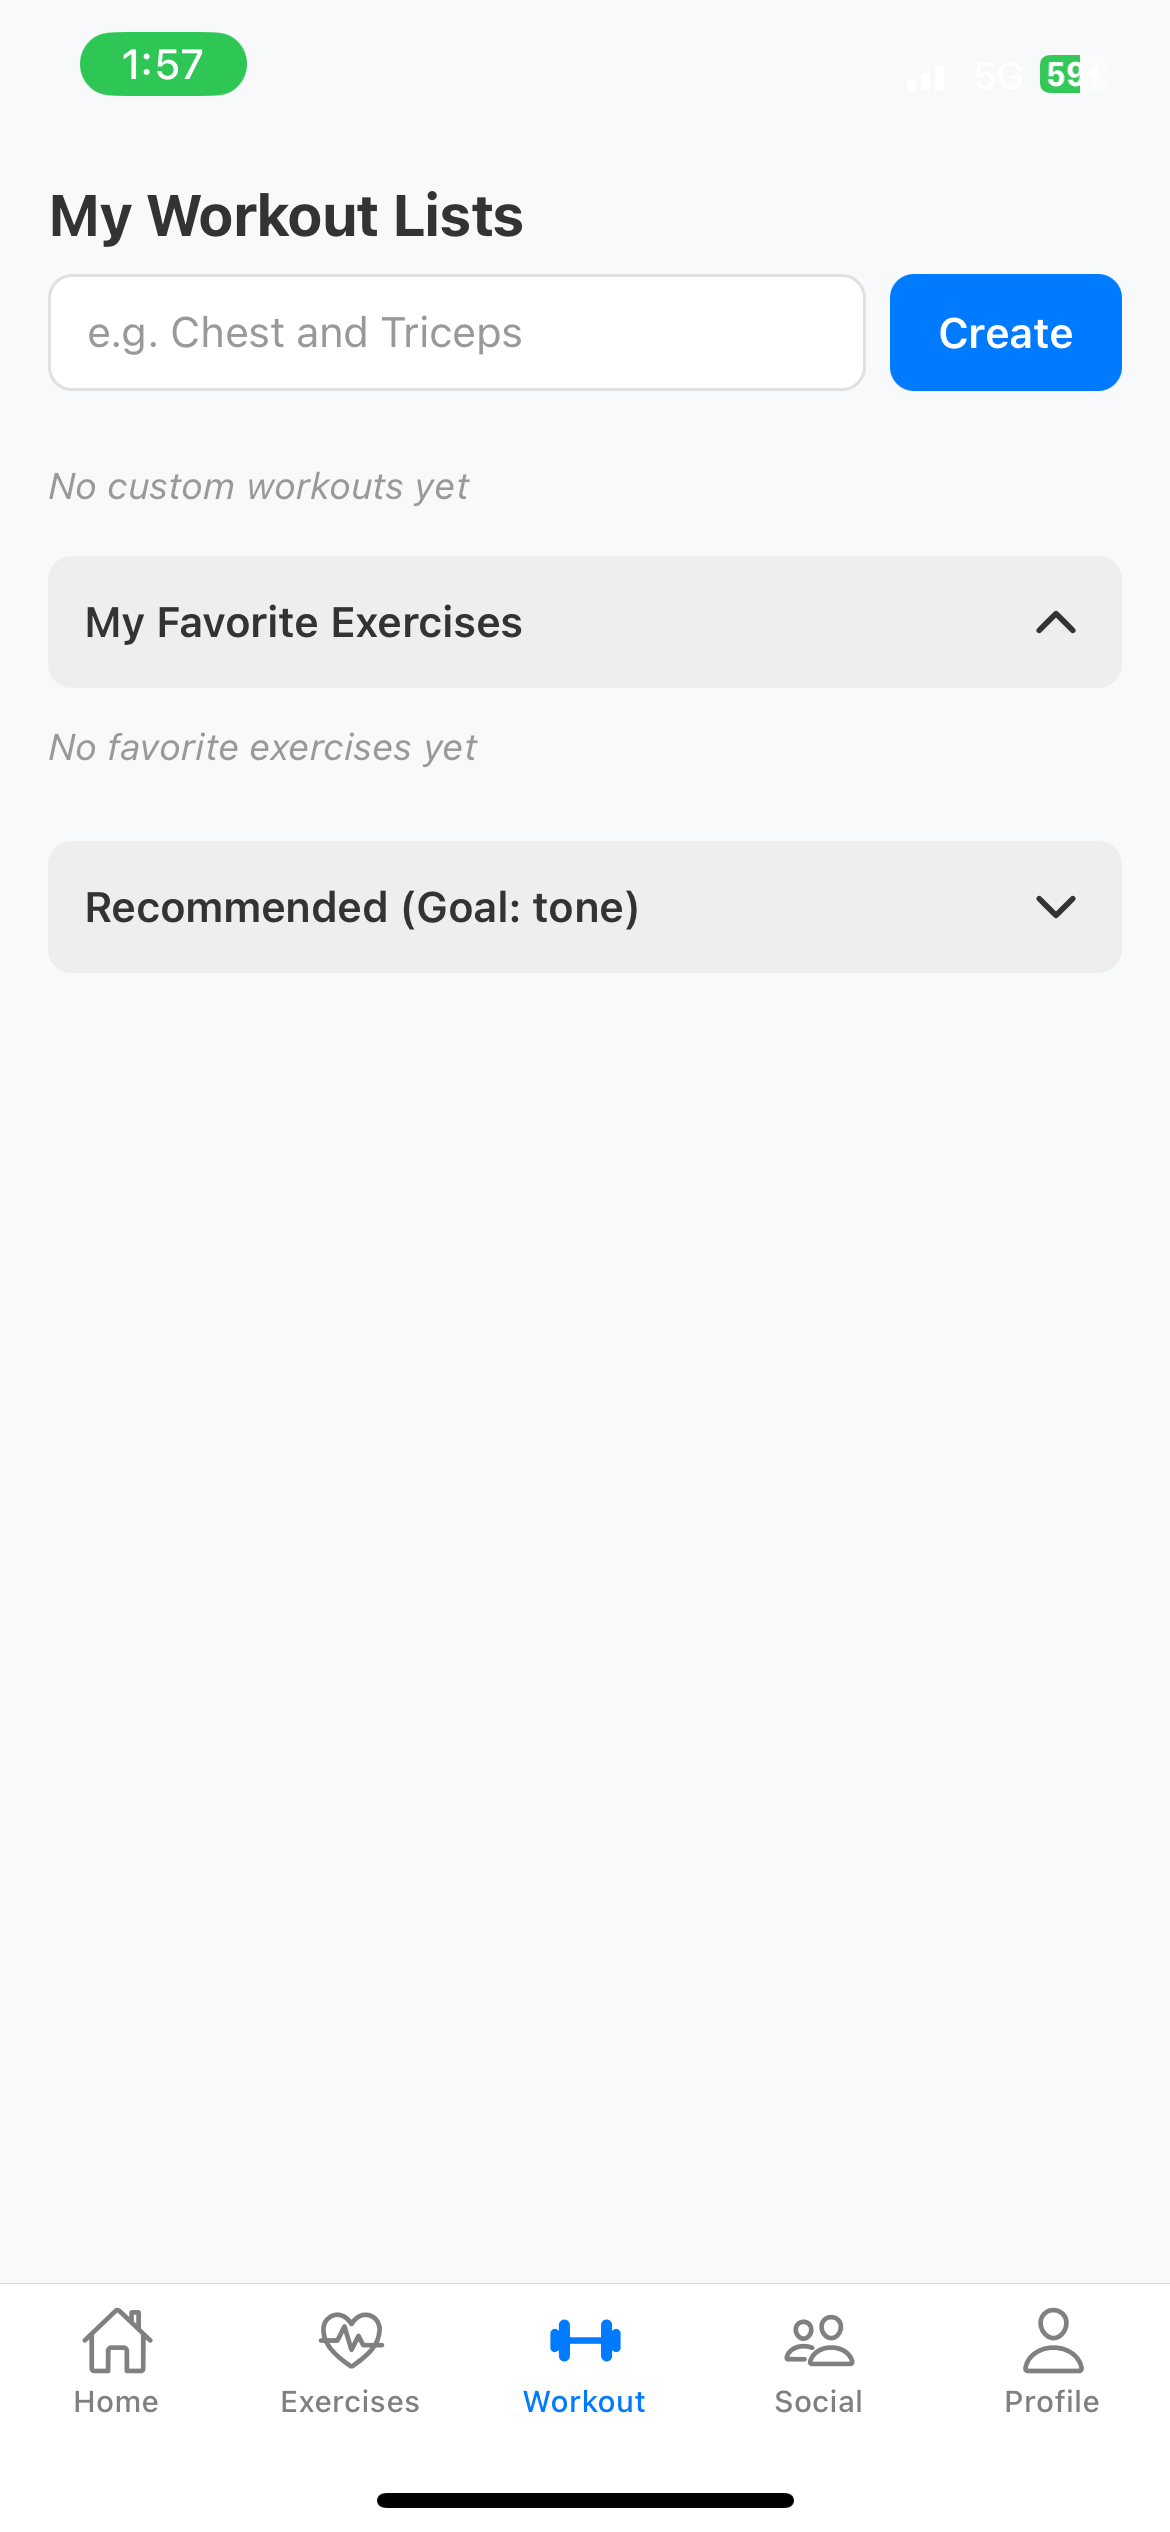 1:57
5G 59
My Workout Lists
e.g. Chest and Triceps
Create
No custom workouts yet
My Favorite Exercises
No favorite exercises yet
Recommended (Goal: tone)
Home Exercises Workout Social Profile